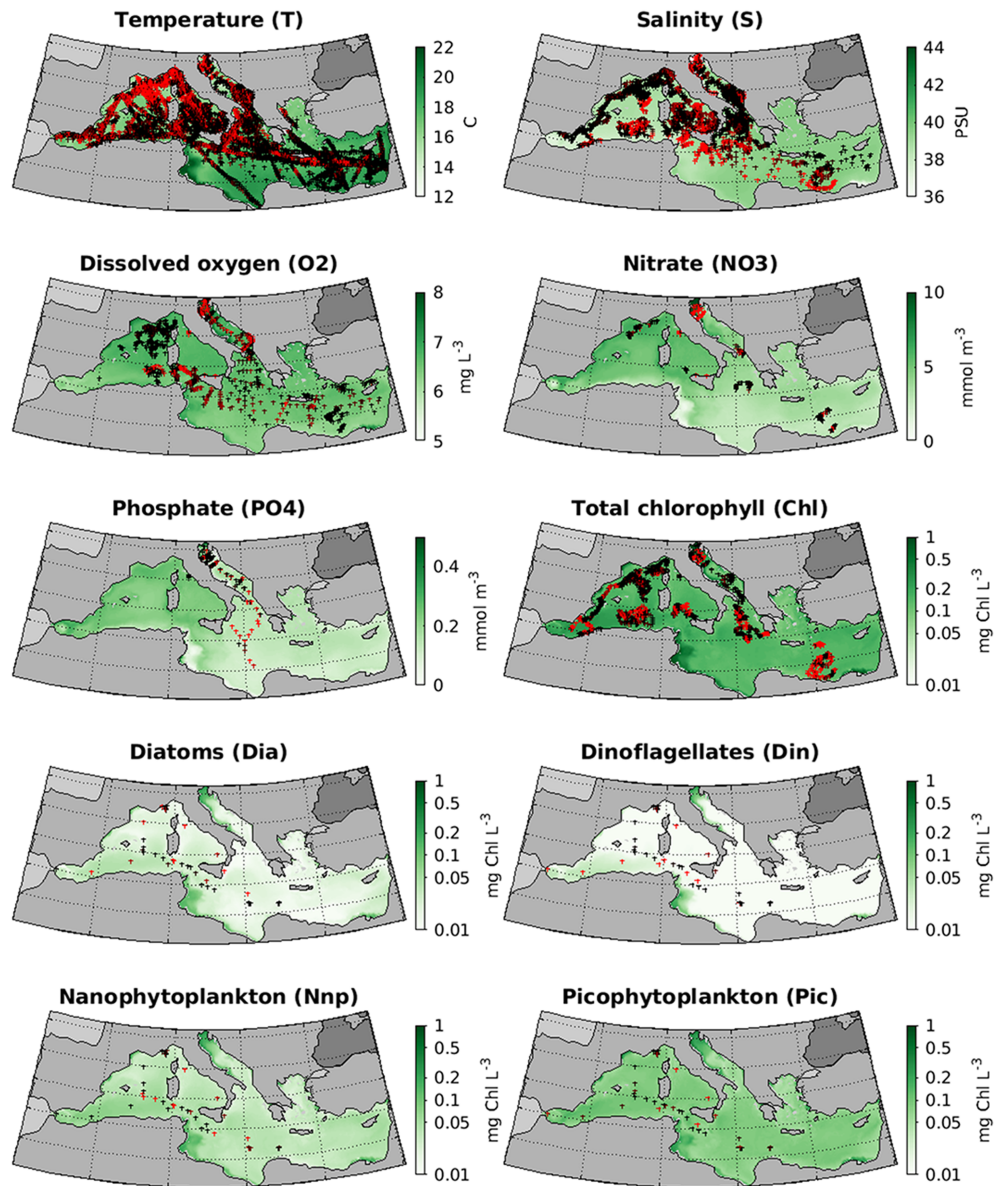 Temperature (T)
22
20
18
16
14
12
C
Salinity (S)
44
42
40
38
36
PSU
Dissolved oxygen (O2)
8
7
6
5
mg L-3
Nitrate (NO3)
10
5
0
mmol m-3
Phosphate (PO4)
0.4
0.2
0
mmol m-3
Total chlorophyll (Chl)
1
0.5
0.2
0.1
0.05
0.01
mg Chl L-3
Diatoms (Dia)
1
0.5
0.2
0.1
0.05
0.01
mg Chl L-3
Dinoflagellates (Din)
1
0.5
0.2
0.1
0.05
0.01
mg Chl L-3
Nanophytoplankton (Nnp)
1
0.5
0.2
0.1
0.05
0.01
mg Chl L-3
Picophytoplankton (Pic)
1
0.5
0.2
0.1
0.05
0.01
mg Chl L-3